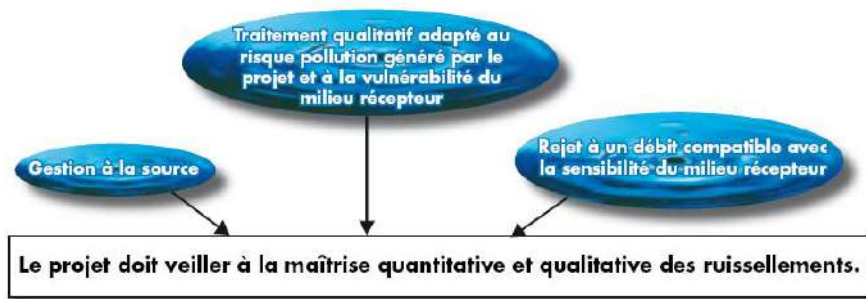 Traitement qualitatif adapté au
risque pollution généré par le
projet et à la vulnérabilité du
milieu récepteur
Gestion à la source
Rejet à un débit compatible avec
la sensibilité du milieu récepteur
Le projet doit veiller à la maîtrise quantitative et qualitative des ruissellements.